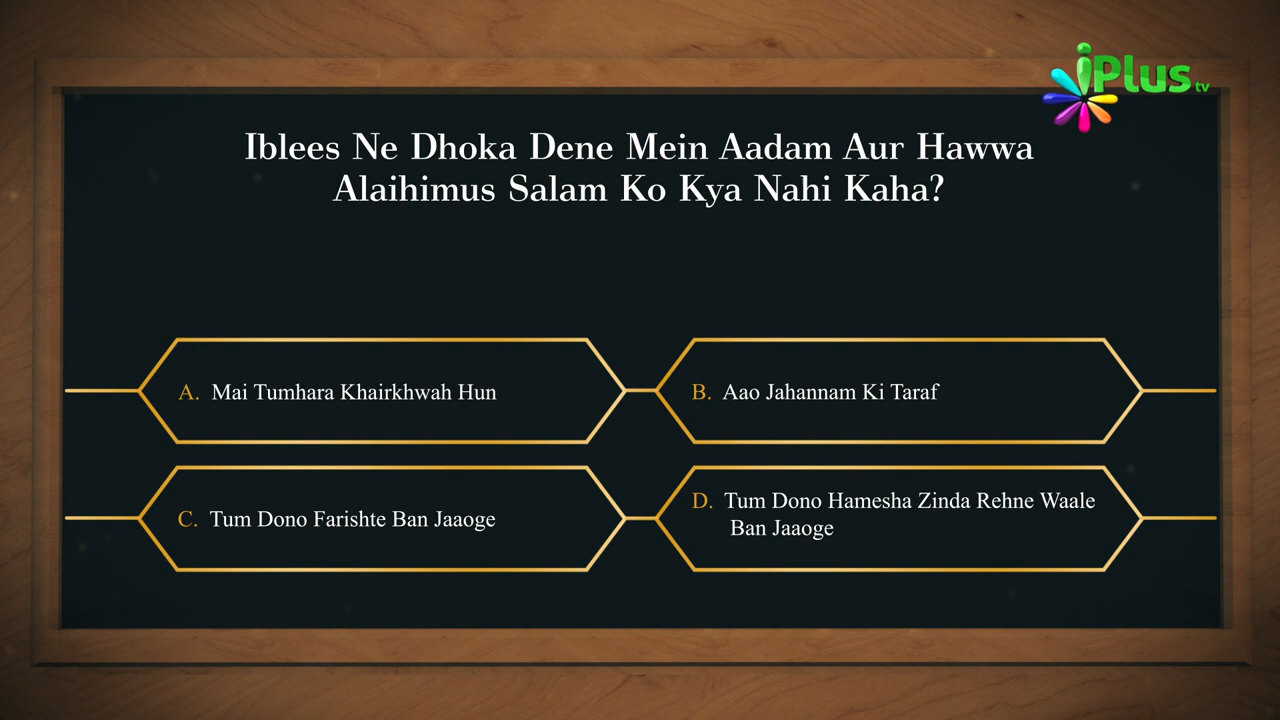 iPlus tv
Iblees Ne Dhoka Dene Mein Aadam Aur Hawwa
Alaihimus Salam Ko Kya Nahi Kaha?
A. Mai Tumhara Khairkhwah Hun
B. Aao Jahannam Ki Taraf
C. Tum Dono Farishte Ban Jaaoge
D. Tum Dono Hamesha Zinda Rehne Waale
Ban Jaaoge